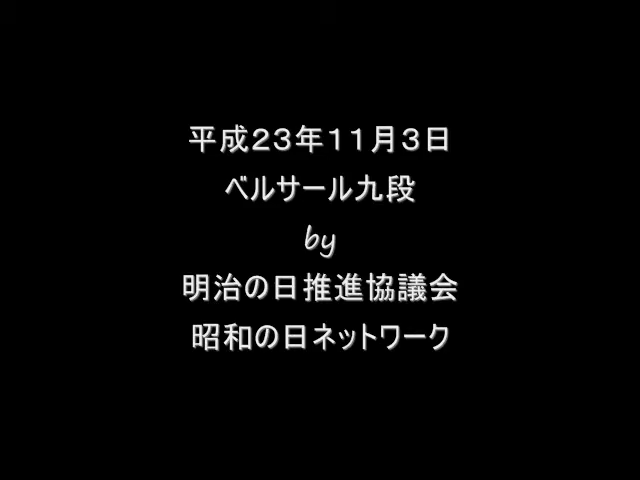 平成２３年１１月３日
ベルサール九段
by
明治の日推進協議会
昭和の日ネットワーク